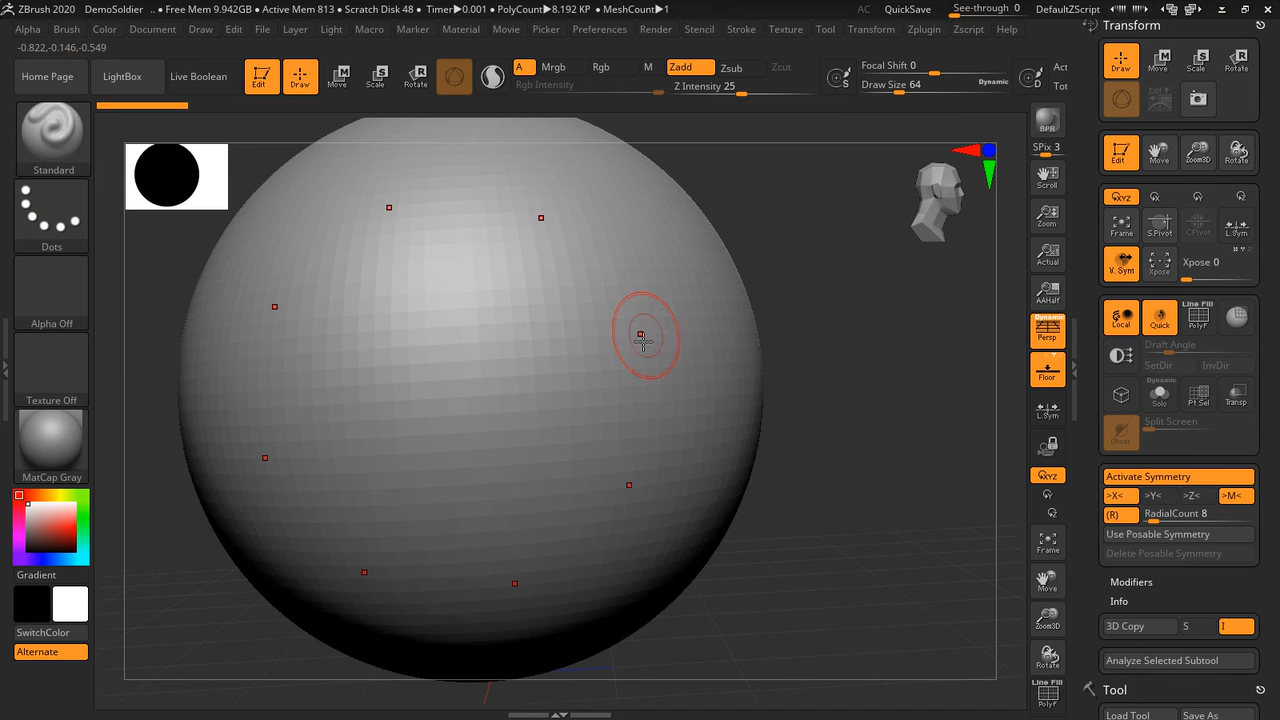 ZBrush 2020 DemoSoldier .. • Free Mem 9.942GB • Active Mem 813 • Scratch Disk 48 • Timer▶0.001 • PolyCount▶8.192 KP • MeshCount▶1 AC QuickSave See-through 0 DefaultZScript
Alpha Brush Color Document Draw Edit File Layer Light Macro Marker Material Movie Picker Preferences Render Stencil Stroke Texture Tool Transform Zplugin Zscript Help
-0.822,-0.146,-0.549
Home Page LightBox Live Boolean Edit Draw Move Scale Rotate
A Mrgb Rgb M Zadd Zsub Zcut
Rgb Intensity Z Intensity 25
S Focal Shift 0
Draw Size 64 Dynamic D
Act
Tot
Standard
Dots
Alpha Off
Texture Off
MatCap Gray
Gradient
SwitchColor
Alternate
BPR
SPix 3
Scroll
Zoom
Actual
AAHalf
Dynamic
Persp
Floor
L.Sym
XYZ
Y
Z
Frame
Move
Zoom3D
Rotate
Line Fill
PolyF
Transform
Draw Move Scale Rotate
Edit
Edit Move Zoom3D Rotate
XYZ X Y Z
Frame S.Pivot C.Pivot L.Sym
V. Sym Xpose Xpose 0
Local Quick Line Fill PolyF
Draft Angle
SetDir InvDir
Dynamic
Solo Pt Sel Transp
Ghost Split Screen
Activate Symmetry
>X< >Y< >Z< >M<
(R) RadialCount 8
Use Posable Symmetry
Delete Posable Symmetry
Modifiers
Info
3D Copy S I
Analyze Selected Subtool
Tool
Load Tool Save As